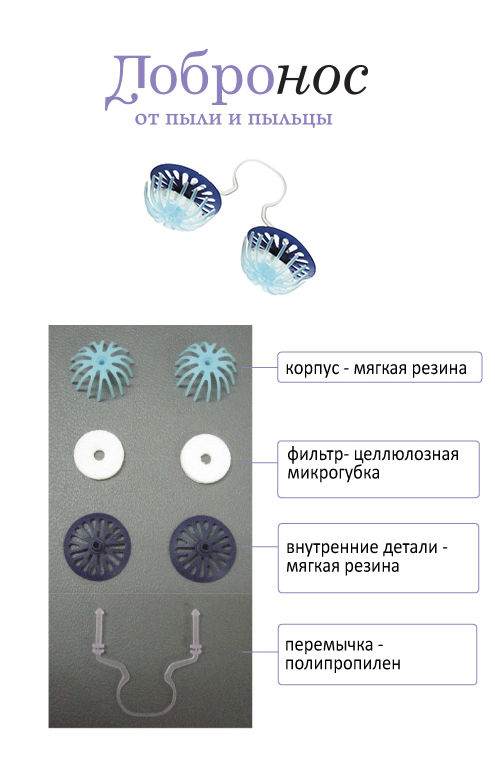 Добронос
от пыли и пыльцы
корпус - мягкая резина
фильтр- целлюлозная
микрогубка
внутренние детали -
мягкая резина
перемычка -
полипропилен